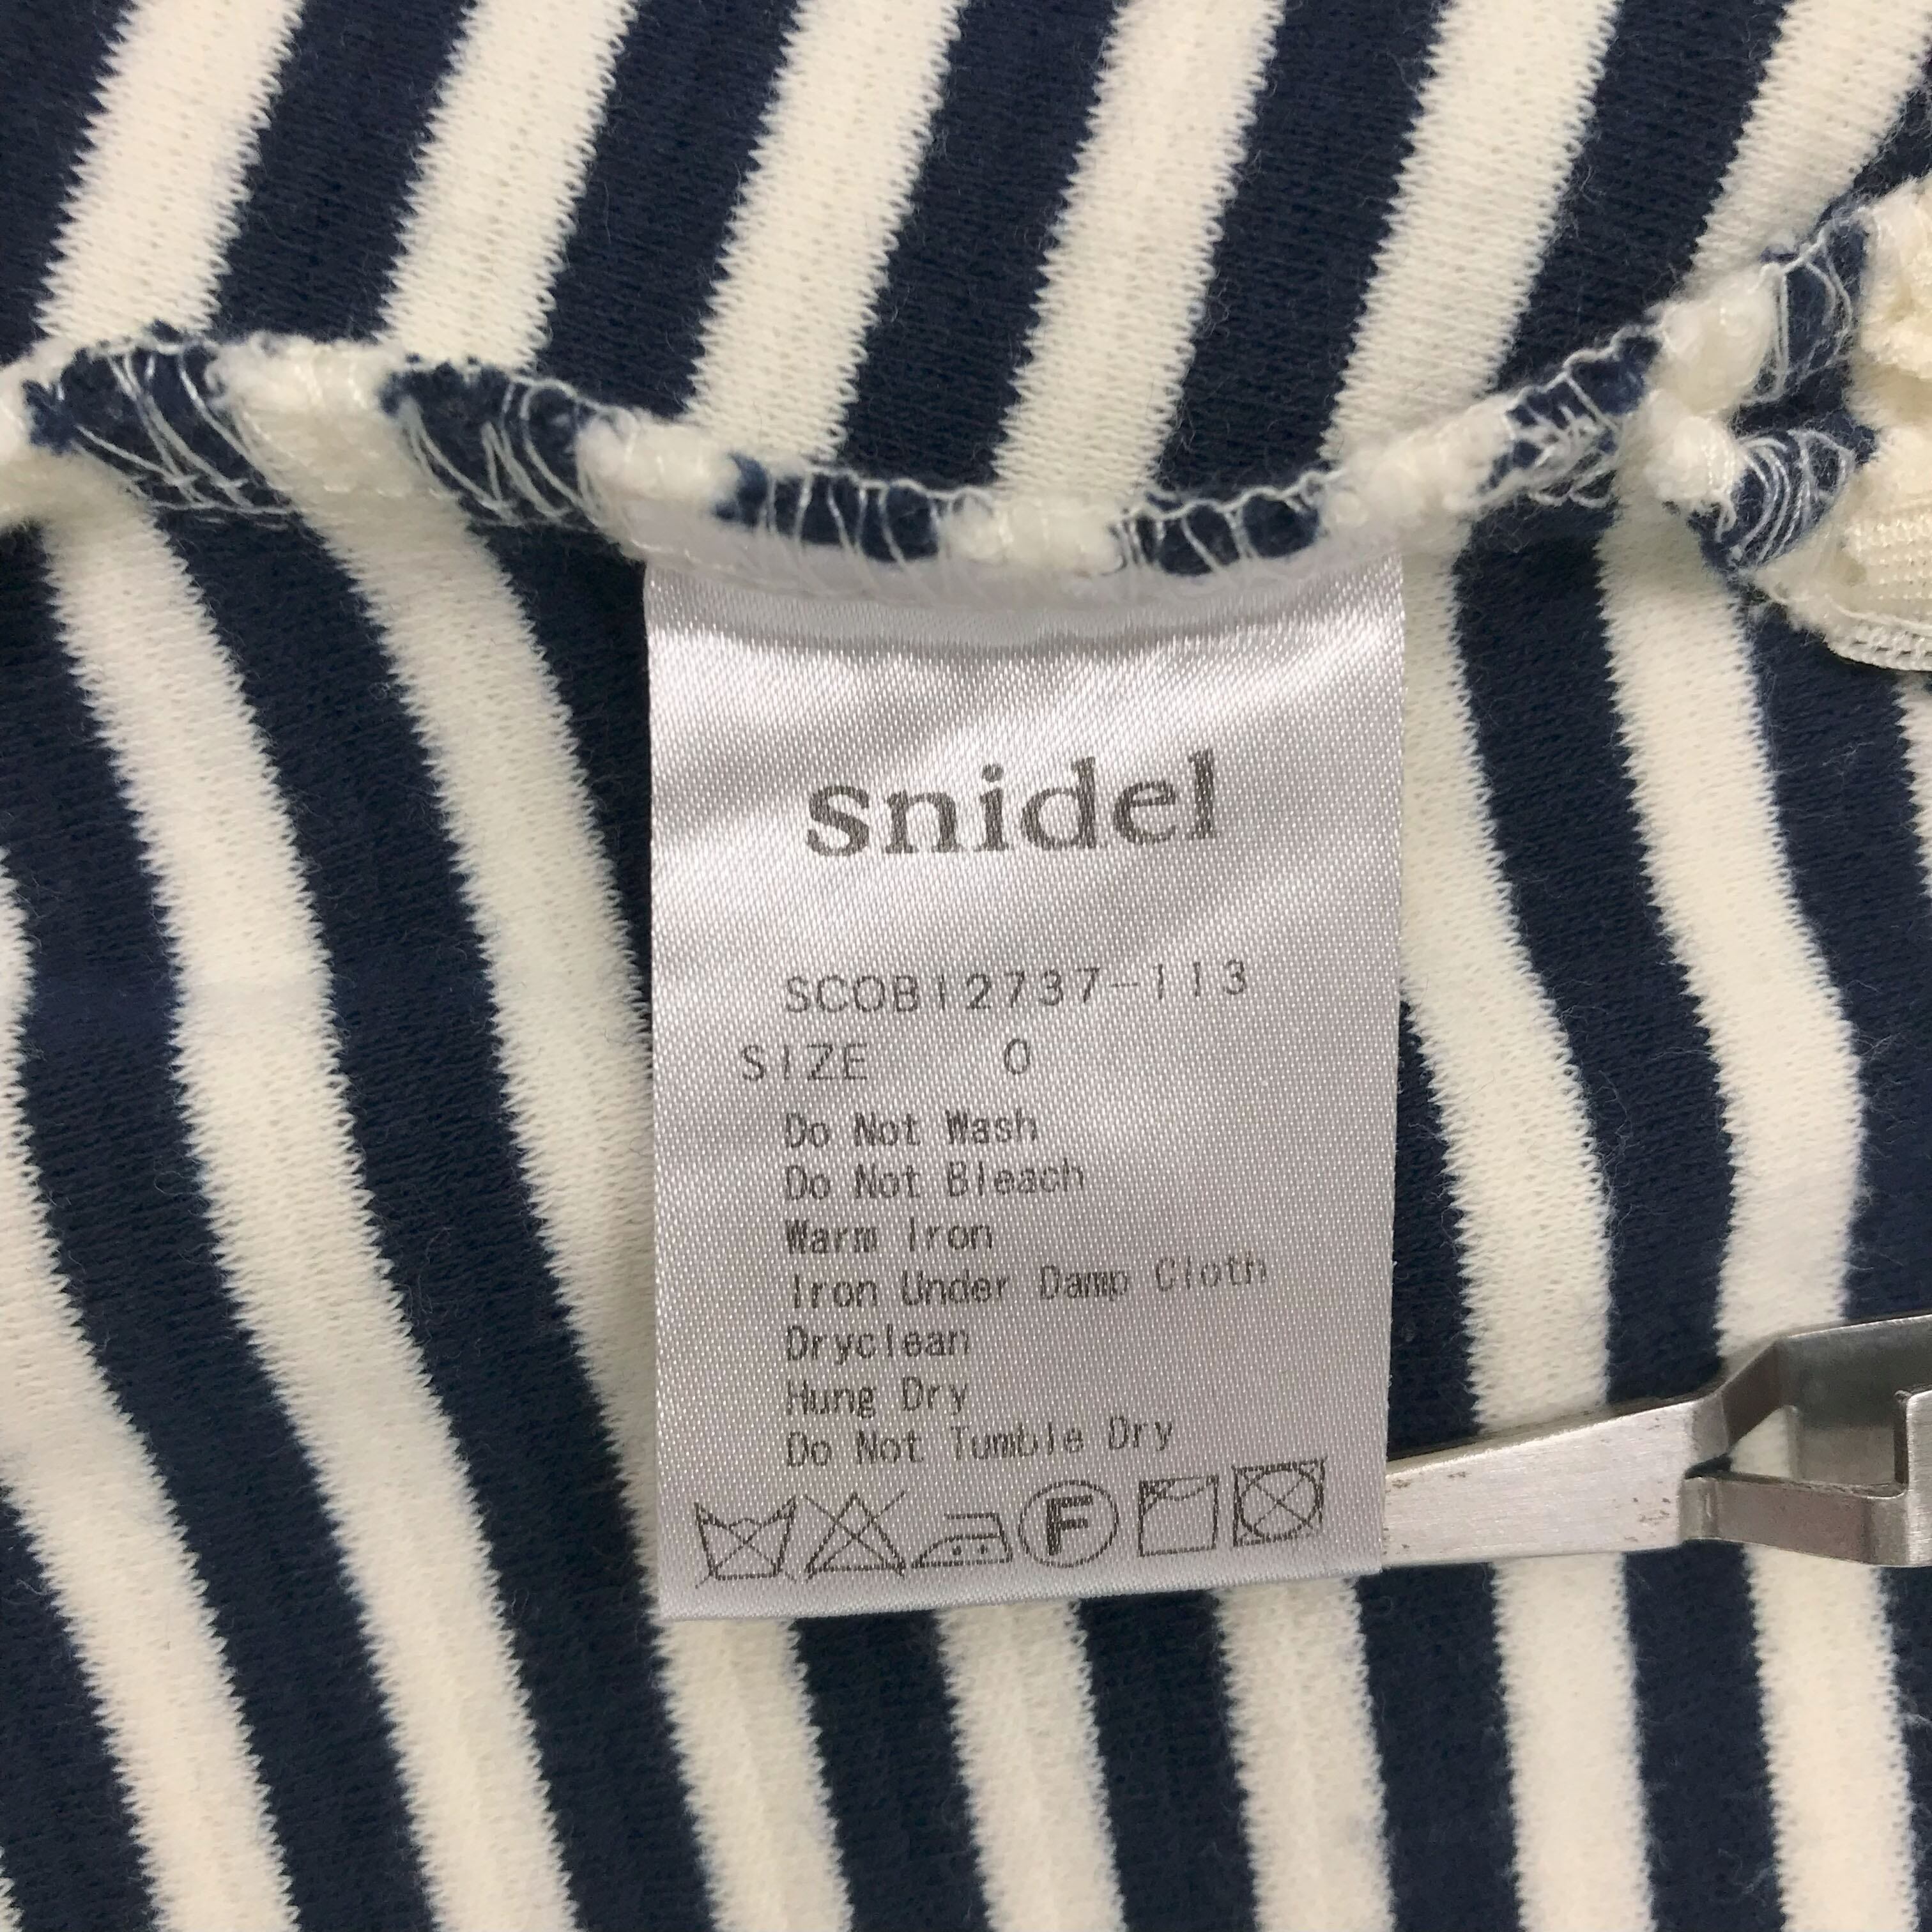 snidel
SCOB12737-113
SIZE 0
Do Not Wash
Do Not Bleach
Warm Iron
Iron Under Damp Cloth
Dryclean
Hung Dry
Do Not Tumble Dry
F